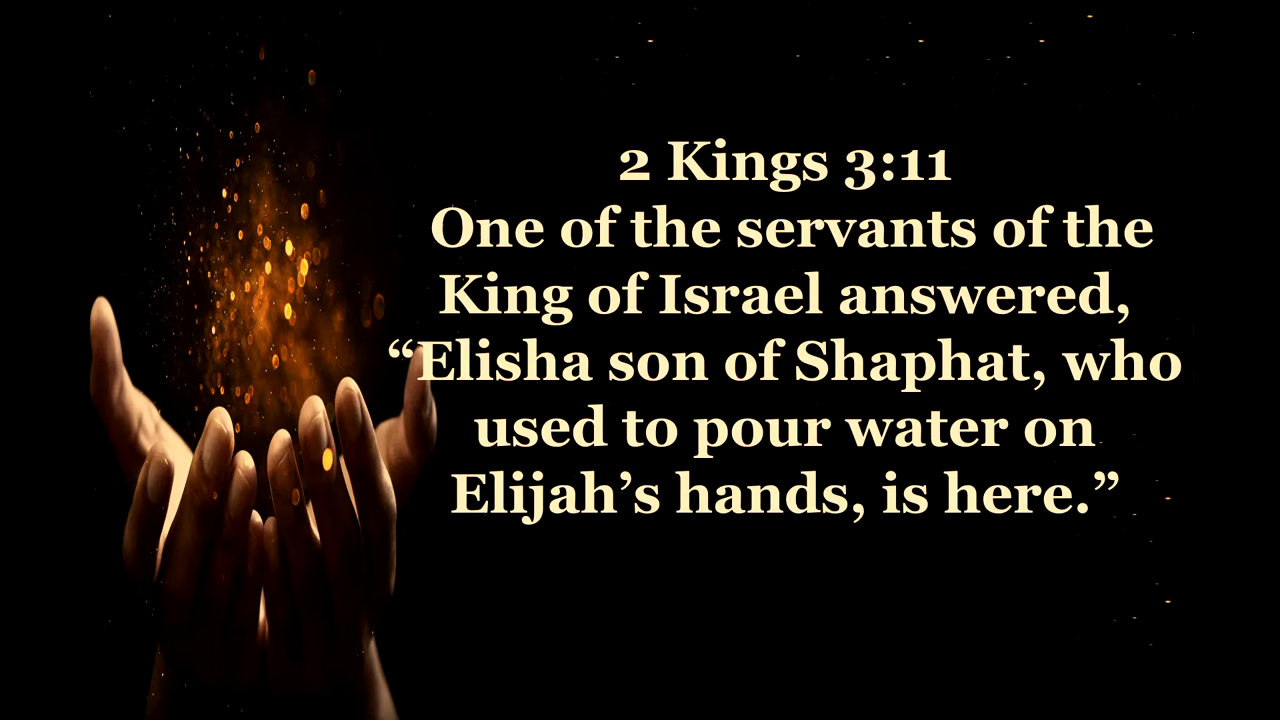 2 Kings 3:11
One of the servants of the
King of Israel answered,
“Elisha son of Shaphat, who
used to pour water on
Elijah’s hands, is here.”